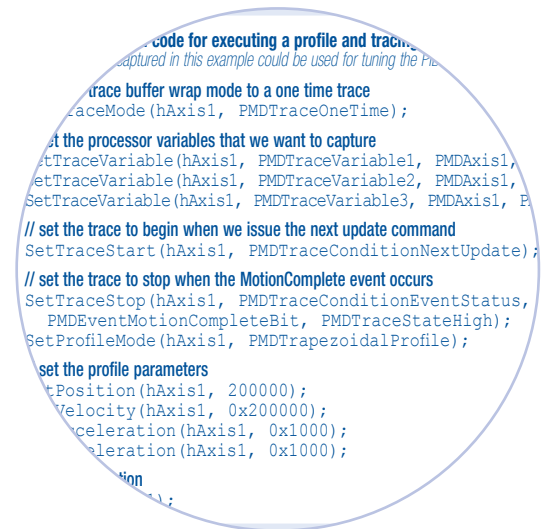 code for executing a profile and tracing
captured in this example could be used for tuning the PID
trace buffer wrap mode to a one time trace
raceMode(hAxis1, PMDTraceOneTime);
set the processor variables that we want to capture
SetTraceVariable(hAxis1, PMDTraceVariable1, PMDAxis1,
SetTraceVariable(hAxis1, PMDTraceVariable2, PMDAxis1,
SetTraceVariable(hAxis1, PMDTraceVariable3, PMDAxis1, P
// set the trace to begin when we issue the next update command
SetTraceStart(hAxis1, PMDTraceConditionNextUpdate);
// set the trace to stop when the MotionComplete event occurs
SetTraceStop(hAxis1, PMDTraceConditionEventStatus,
PMDEventMotionCompleteBit, PMDTraceStateHigh);
SetProfileMode(hAxis1, PMDTrapezoidalProfile);
set the profile parameters
tPosition(hAxis1, 200000);
Velocity(hAxis1, 0x200000);
cceleration(hAxis1, 0x1000);
eleration(hAxis1, 0x1000);
tion
1);